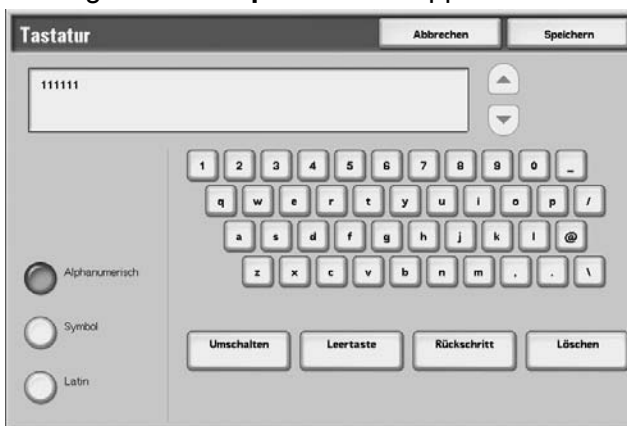 Tastatur Abbrechen Speichern
111111
1 2 3 4 5 6 7 8 9 0 _
q w e r t y u i o p /
a s d f g h j k l @
Alphanumerisch z x c v b n m , . \
Symbol
Umschalten Leertaste Rückschritt Löschen
Latin